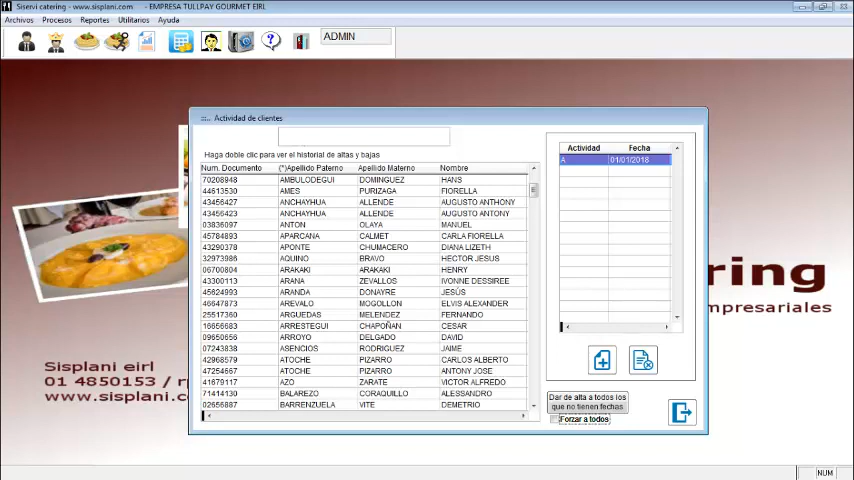 Siservi catering - www.sisplani.com - EMPRESA TULLPAY GOURMET EIRL
Archivos Procesos Reportes Utilitarios Ayuda
ADMIN
Actividad de clientes
Haga doble clic para ver el historial de altas y bajas
Num. Documento (*)Apellido Paterno Apellido Materno Nombre
70208948 AMBULODEGUI DOMINGUEZ HANS
44613530 AMES PURIZAGA FIORELLA
43456427 ANCHAYHUA ALLENDE AUGUSTO ANTHONY
43456423 ANCHAYHUA ALLENDE AUGUSTO ANTONY
03836097 ANTON OLAYA MANUEL
45784893 APARCANA CALMET CARLA FIORELLA
43290378 APONTE CHUMACERO DIANA LIZETH
32973986 AQUINO BRAVO HECTOR JESUS
06700804 ARAKAKI ARAKAKI HENRY
43300113 ARANA ZEVALLOS IVONNE DESSIREE
45624993 ARANDA DONAYRE JESÚS
46647873 AREVALO MOGOLLON ELVIS ALEXANDER
25517360 ARGUEDAS MELENDEZ FERNANDO
16656683 ARRESTEGUI CHAPOÑAN CESAR
09650656 ARROYO DELGADO DAVID
07243838 ASENCIOS RODRIGUEZ JAIME
42968579 ATOCHE PIZARRO CARLOS ALBERTO
47254667 ATOCHE PIZARRO ANTONY JOSE
41679117 AZO ZARATE VICTOR ALFREDO
71414130 BALAREZO CORAQUILLO ALESSANDRO
02656887 BARRENZUELA VITE DEMETRIO
Actividad Fecha
A 01/01/2018
Dar de alta a todos los
que no tienen fechas
Forzar a todos
ring
mpresariales
Sisplani eirl
01 4850153 / r
www.sisplani.c
NUM